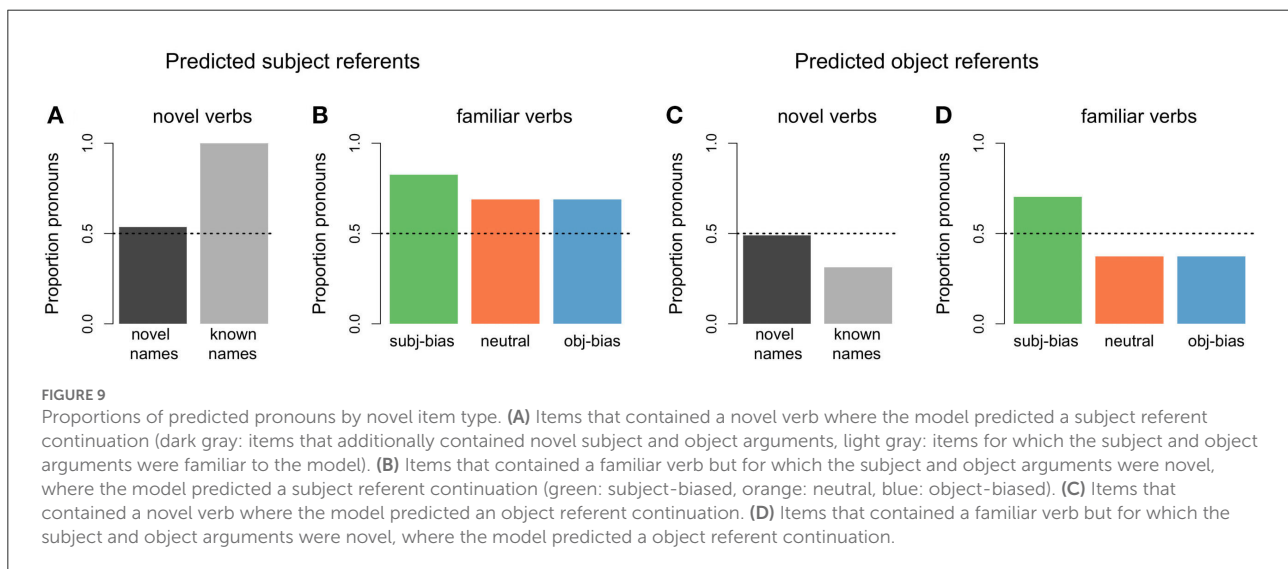 Predicted subject referents
Predicted object referents
A
novel verbs
B
familiar verbs
C
novel verbs
D
familiar verbs
Proportion pronouns
0.0
0.5
1.0
novel names
known names
Proportion pronouns
0.0
0.5
1.0
subj-bias
neutral
obj-bias
Proportion pronouns
0.0
0.5
1.0
novel names
known names
Proportion pronouns
0.0
0.5
1.0
subj-bias
neutral
obj-bias
FIGURE 9
Proportions of predicted pronouns by novel item type. (A) Items that contained a novel verb where the model predicted a subject referent
continuation (dark gray: items that additionally contained novel subject and object arguments, light gray: items for which the subject and object
arguments were familiar to the model). (B) Items that contained a familiar verb but for which the subject and object arguments were novel,
where the model predicted a subject referent continuation (green: subject-biased, orange: neutral, blue: object-biased). (C) Items that
contained a novel verb where the model predicted an object referent continuation. (D) Items that contained a familiar verb but for which the
subject and object arguments were novel, where the model predicted a object referent continuation.